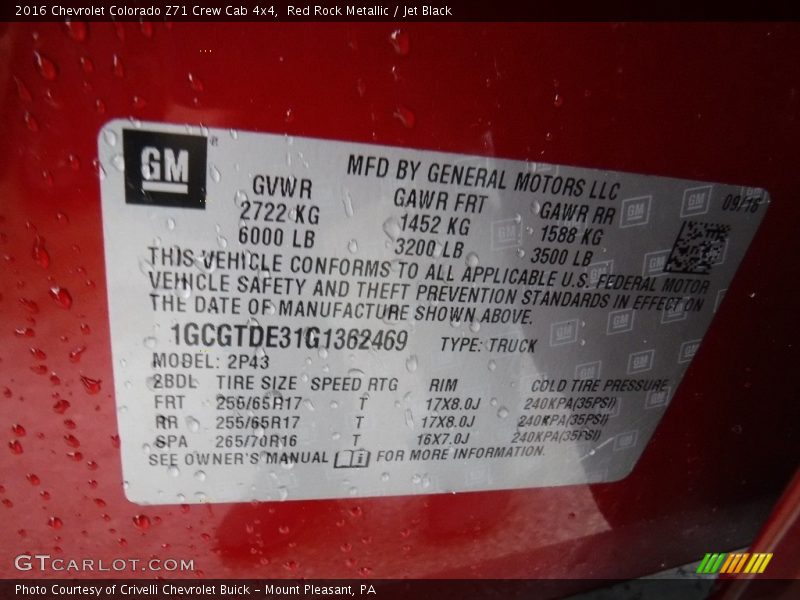 2016 Chevrolet Colorado Z71 Crew Cab 4x4, Red Rock Metallic / Jet Black
GM
MFD BY GENERAL MOTORS LLC
09/16
GVWR GAWR FRT GAWR RR
2722 KG 1452 KG 1588 KG
6000 LB 3200 LB 3500 LB
THIS VEHICLE CONFORMS TO ALL APPLICABLE U.S. FEDERAL MOTOR
VEHICLE SAFETY AND THEFT PREVENTION STANDARDS IN EFFECT ON
THE DATE OF MANUFACTURE SHOWN ABOVE.
1GCGTDE31G1362469 TYPE: TRUCK
MODEL: 2P43
2BDL TIRE SIZE SPEED RTG RIM COLD TIRE PRESSURE
FRT 255/65R17 T 17X8.0J 240KPA(35PSI)
RR 255/65R17 T 17X8.0J 240KPA(35PSI)
SPA 265/70R16 T 16X7.0J 240KPA(35PSI)
SEE OWNER'S MANUAL FOR MORE INFORMATION.
GTCARLOT.COM
Photo Courtesy of Crivelli Chevrolet Buick – Mount Pleasant, PA